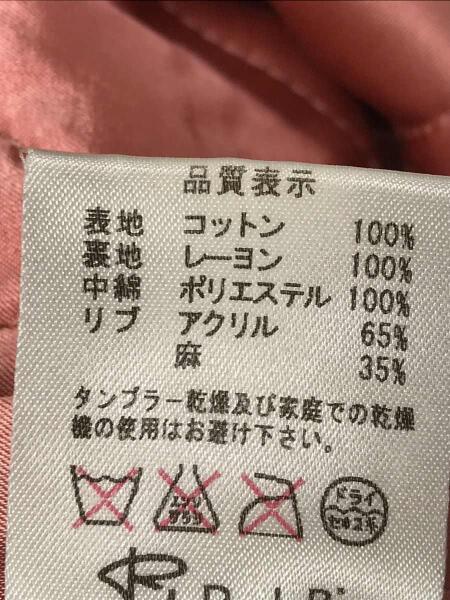 品質表示
表地 コットン 100%
裏地 レーヨン 100%
中綿 ポリエステル 100%
リブ アクリル 65%
麻 35%
タンブラー乾燥及び家庭での乾燥
機の使用はお避け下さい。
エンソ サラシ
ドライ
セキユ系